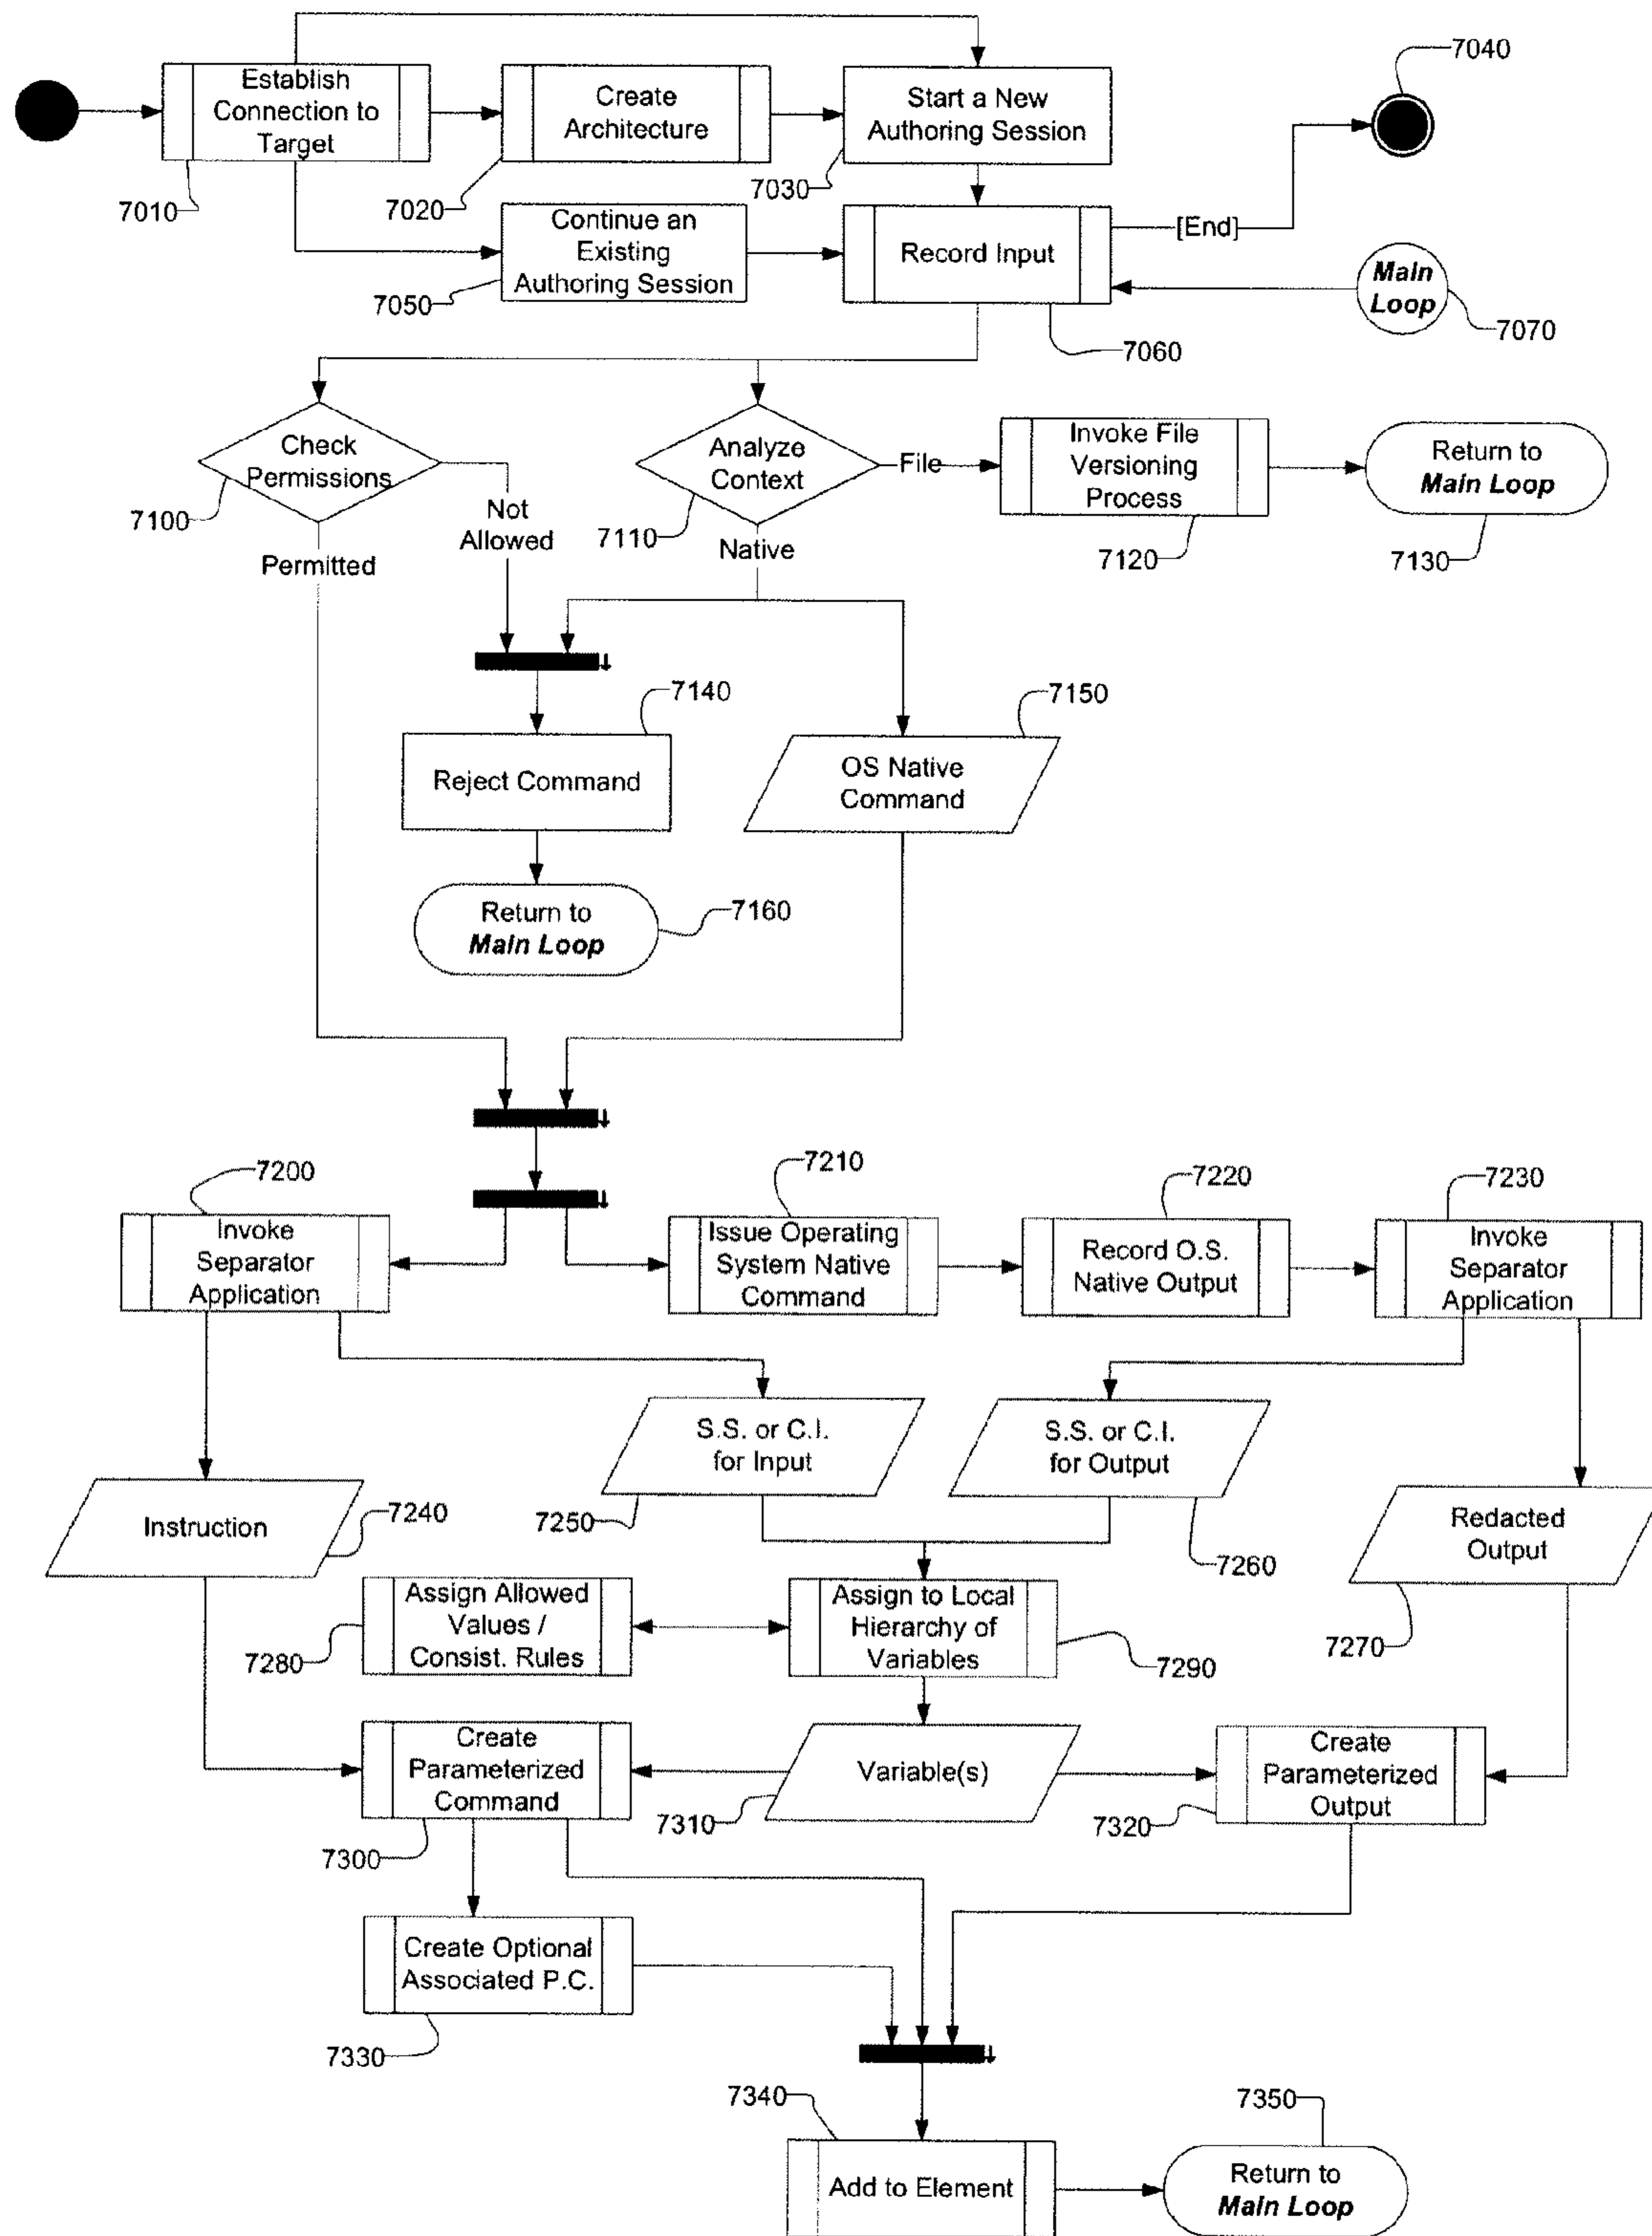 7040
Establish
Connection to
Target
Create
Architecture
Start a New
Authoring Session
7010
7020
7030
Continue an
Existing
Authoring Session
Record Input
[End]
Main
Loop
7050
7060
7070
Check
Permissions
Analyze
Context
File
Invoke File
Versioning
Process
Return to
Main Loop
7100
Not
Allowed
7110
Native
7120
7130
Permitted
7140
7150
Reject Command
OS Native
Command
Return to
Main Loop
7160
7200
7210
7220
7230
Invoke
Separator
Application
Issue Operating
System Native
Command
Record O.S.
Native Output
Invoke
Separator
Application
S.S. or C.I.
for Input
S.S. or C.I.
for Output
Instruction
7240
7250
7260
Redacted
Output
7270
Assign Allowed
Values /
Consist. Rules
7280
Assign to Local
Hierarchy of
Variables
7290
Create
Parameterized
Command
7300
Variable(s)
7310
Create
Parameterized
Output
7320
Create Optional
Associated P.C.
7330
7340
7350
Add to Element
Return to
Main Loop